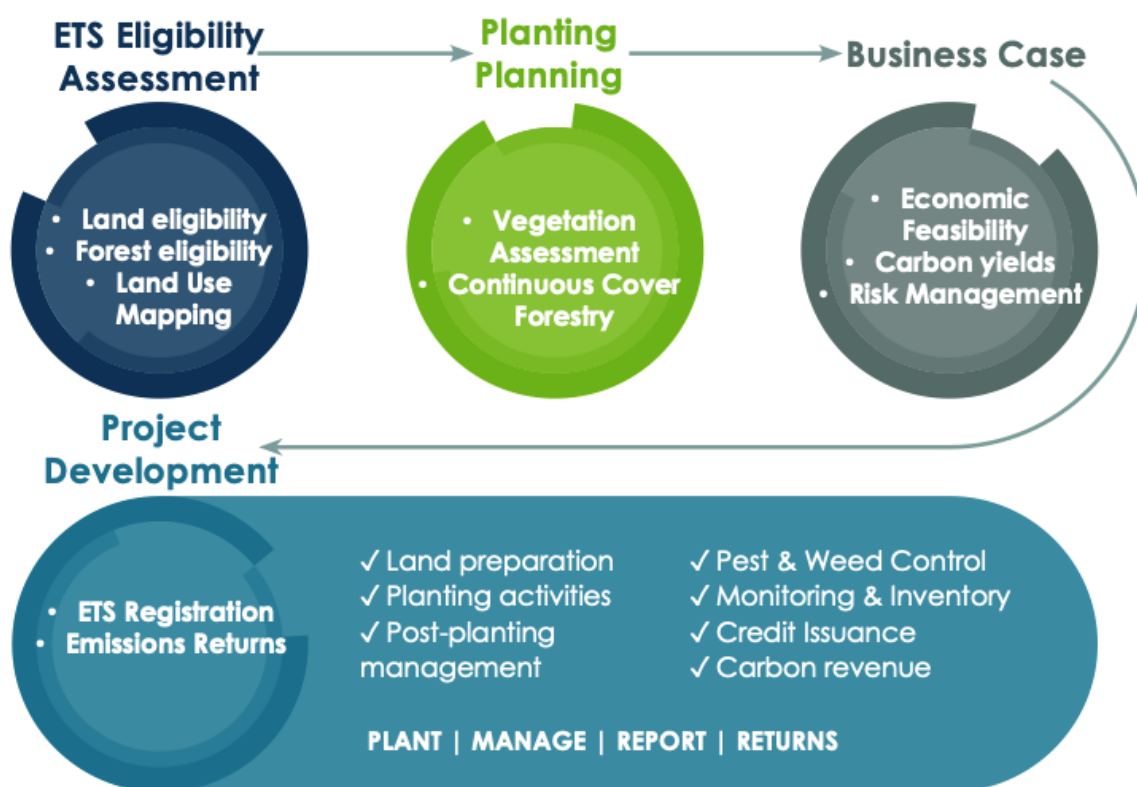 ETS Eligibility
Assessment
Planting
Planning
Business Case
• Land eligibility
• Forest eligibility
• Land Use
Mapping
• Vegetation
Assessment
• Continuous Cover
Forestry
• Economic
Feasibility
• Carbon yields
• Risk Management
Project
Development
• ETS Registration
• Emissions Returns
✓ Land preparation
✓ Planting activities
✓ Post-planting
management
✓ Pest & Weed Control
✓ Monitoring & Inventory
✓ Credit Issuance
✓ Carbon revenue
PLANT | MANAGE | REPORT | RETURNS